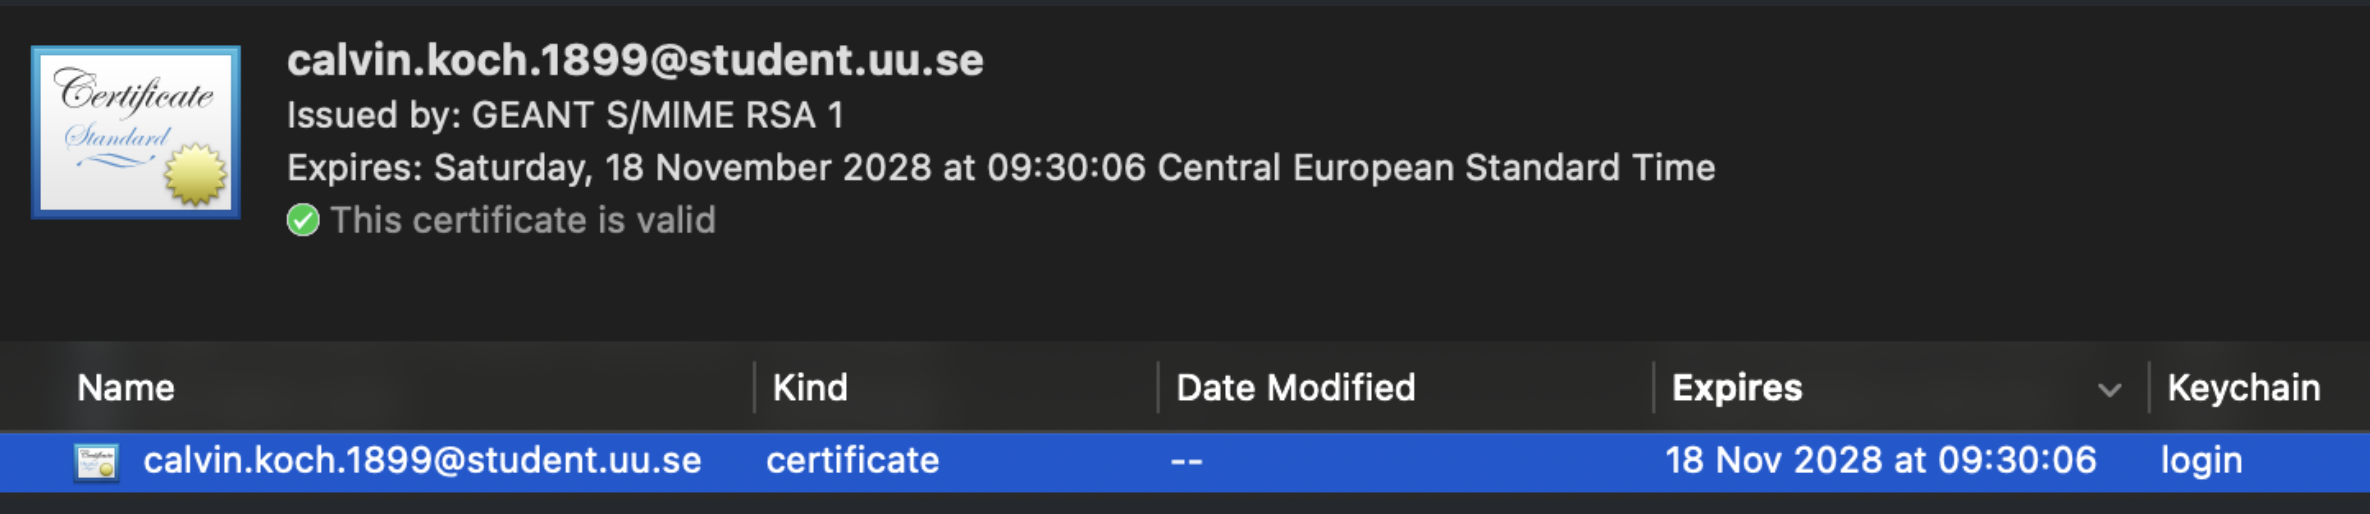 Certificate
Standard
calvin.koch.1899@student.uu.se
Issued by: GEANT S/MIME RSA 1
Expires: Saturday, 18 November 2028 at 09:30:06 Central European Standard Time
This certificate is valid
Name Kind Date Modified Expires Keychain
calvin.koch.1899@student.uu.se certificate -- 18 Nov 2028 at 09:30:06 login